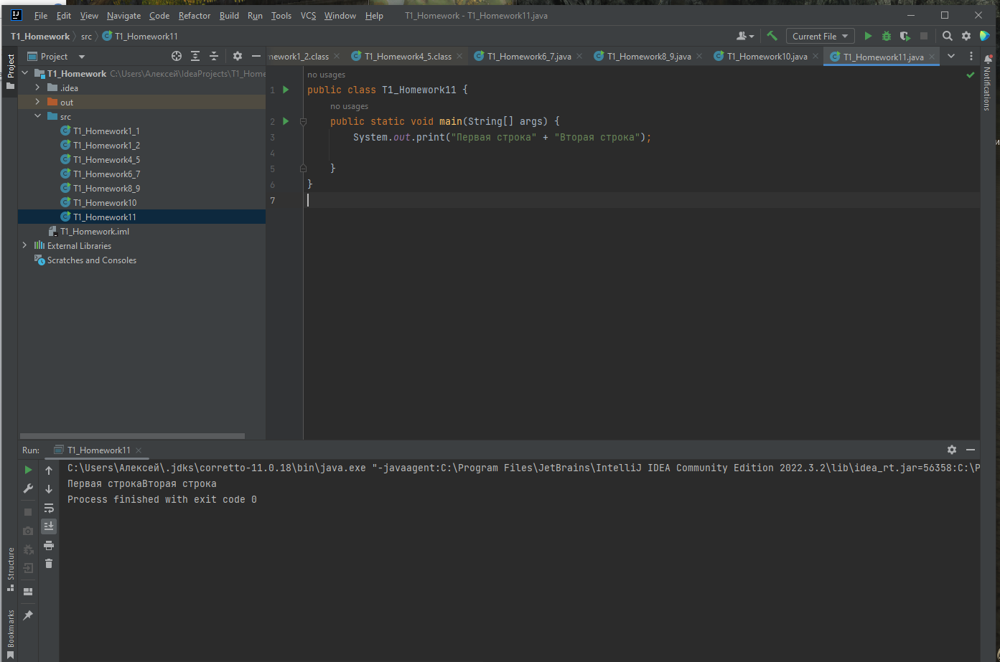 File Edit View Navigate Code Refactor Build Run Tools VCS Window Help T1_Homework - T1_Homework11.java
T1_Homework src T1_Homework11 Current File
Project nework1_2.class T1_Homework4_5.class T1_Homework6_7.java T1_Homework8_9.java T1_Homework10.java T1_Homework11.java
Project
Notifications
T1_Homework C:\Users\Алексей\IdeaProjects\T1_Home
.idea
out
src
T1_Homework1_1
T1_Homework1_2
T1_Homework4_5
T1_Homework6_7
T1_Homework8_9
T1_Homework10
T1_Homework11
T1_Homework.iml
External Libraries
Scratches and Consoles
no usages
1 public class T1_Homework11 {
no usages
2 public static void main(String[] args) {
3 System.out.print("Первая строка" + "Вторая строка");
4
5 }
6 }
7
Run: T1_Homework11
C:\Users\Алексей\.jdks\corretto-11.0.18\bin\java.exe "-javaagent:C:\Program Files\JetBrains\IntelliJ IDEA Community Edition 2022.3.2\lib\idea_rt.jar=56358:C:\P
Первая строкаВторая строка
Process finished with exit code 0
Structure
Bookmarks